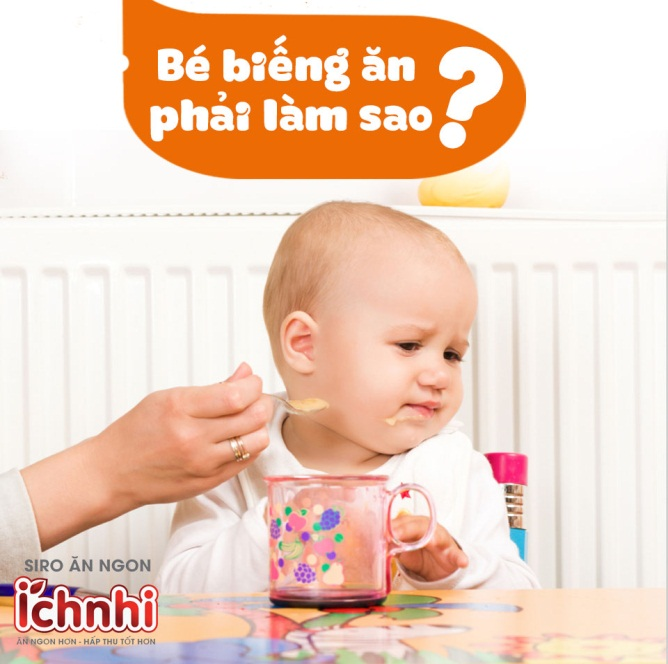 Bé biếng ăn
phải làm sao?
SIRO ĂN NGON
ichnhi
ĂN NGON HƠN - HẤP THU TỐT HƠN